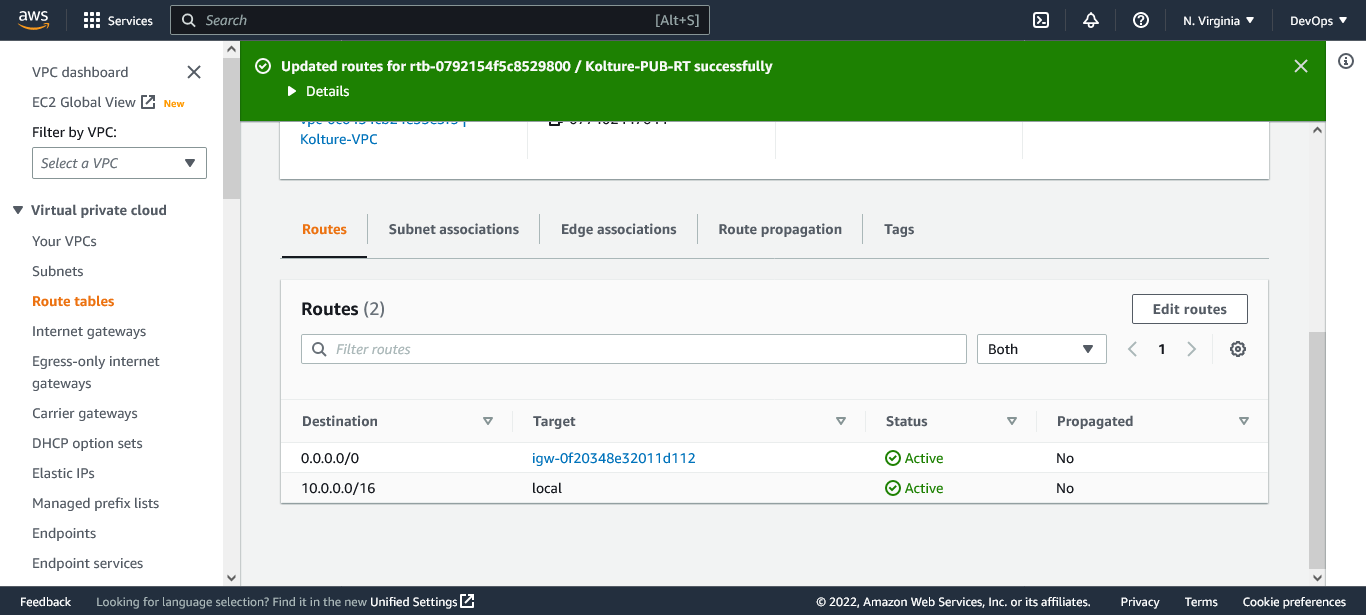 aws
Services
Search
[Alt+S]
N. Virginia
DevOps
VPC dashboard
EC2 Global View New
Filter by VPC:
Select a VPC
Virtual private cloud
Your VPCs
Subnets
Route tables
Internet gateways
Egress-only internet
gateways
Carrier gateways
DHCP option sets
Elastic IPs
Managed prefix lists
Endpoints
Endpoint services
Updated routes for rtb-0792154f5c8529800 / Kolture-PUB-RT successfully
Details
Kolture-VPC
Routes
Subnet associations
Edge associations
Route propagation
Tags
Routes (2)
Edit routes
Filter routes
Both
1
Destination Target Status Propagated
0.0.0.0/0 igw-0f20348e32011d112 Active No
10.0.0.0/16 local Active No
Feedback
Looking for language selection? Find it in the new Unified Settings
© 2022, Amazon Web Services, Inc. or its affiliates.
Privacy
Terms
Cookie preferences